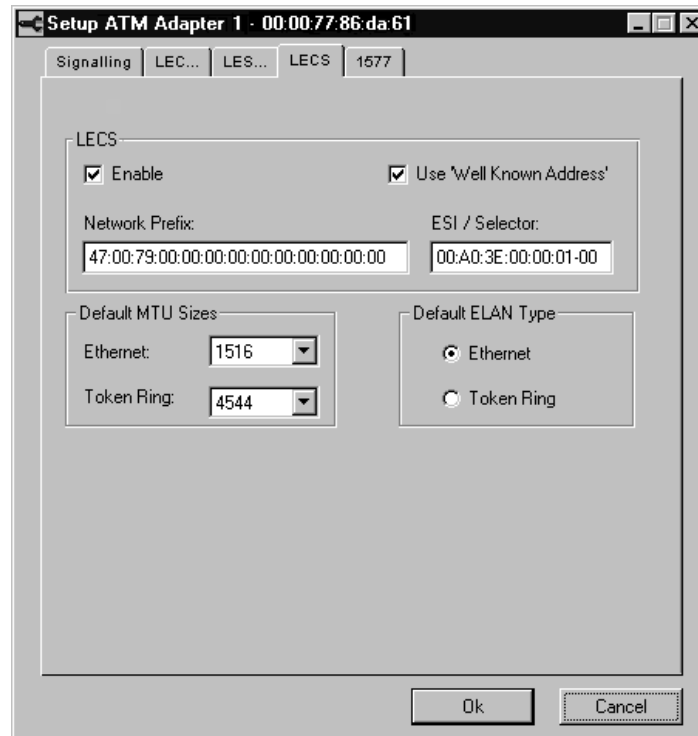 Setup ATM Adapter 1 - 00:00:77:86:da:61
Signalling LEC... LES... LECS 1577
LECS
Enable Use 'Well Known Address'
Network Prefix: ESI / Selector:
47:00:79:00:00:00:00:00:00:00:00:00:00 00:A0:3E:00:00:01-00
Default MTU Sizes Default ELAN Type
Ethernet: 1516 Ethernet
Token Ring: 4544 Token Ring
Ok Cancel